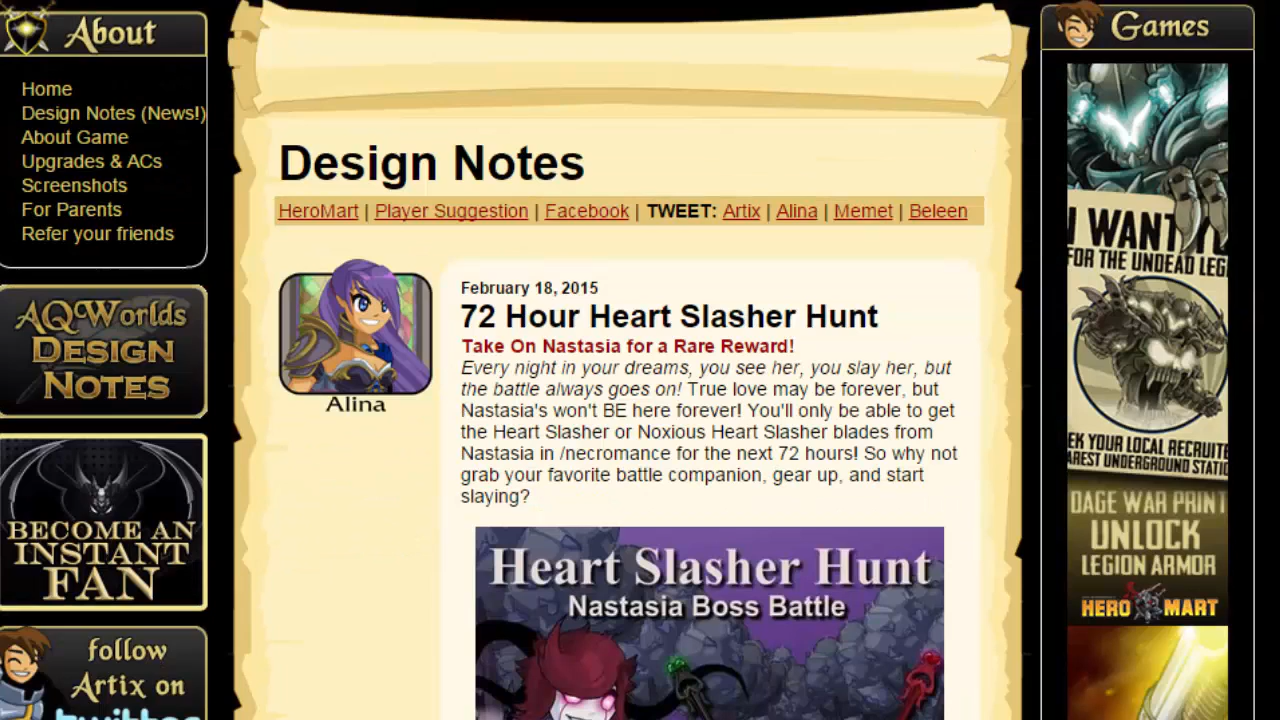 About
Home
Design Notes (News!)
About Game
Upgrades & ACs
Screenshots
For Parents
Refer your friends
AQWorlds
DESIGN
NOTES
BECOME AN
INSTANT
FAN
follow
Artix on
twitter
Design Notes
HeroMart | Player Suggestion | Facebook | TWEET: Artix | Alina | Memet | Beleen
Alina
February 18, 2015
72 Hour Heart Slasher Hunt
Take On Nastasia for a Rare Reward!
Every night in your dreams, you see her, you slay her, but
the battle always goes on! True love may be forever, but
Nastasia's won't BE here forever! You'll only be able to get
the Heart Slasher or Noxious Heart Slasher blades from
Nastasia in /necromance for the next 72 hours! So why not
grab your favorite battle companion, gear up, and start
slaying?
Heart Slasher Hunt
Nastasia Boss Battle
Games
I WANT
FOR THE UNDEAD LEG
EK YOUR LOCAL RECRUITE
AREST UNDERGROUND STATIO
DAGE WAR PRINT
UNLOCK
LEGION ARMOR
HERO MART